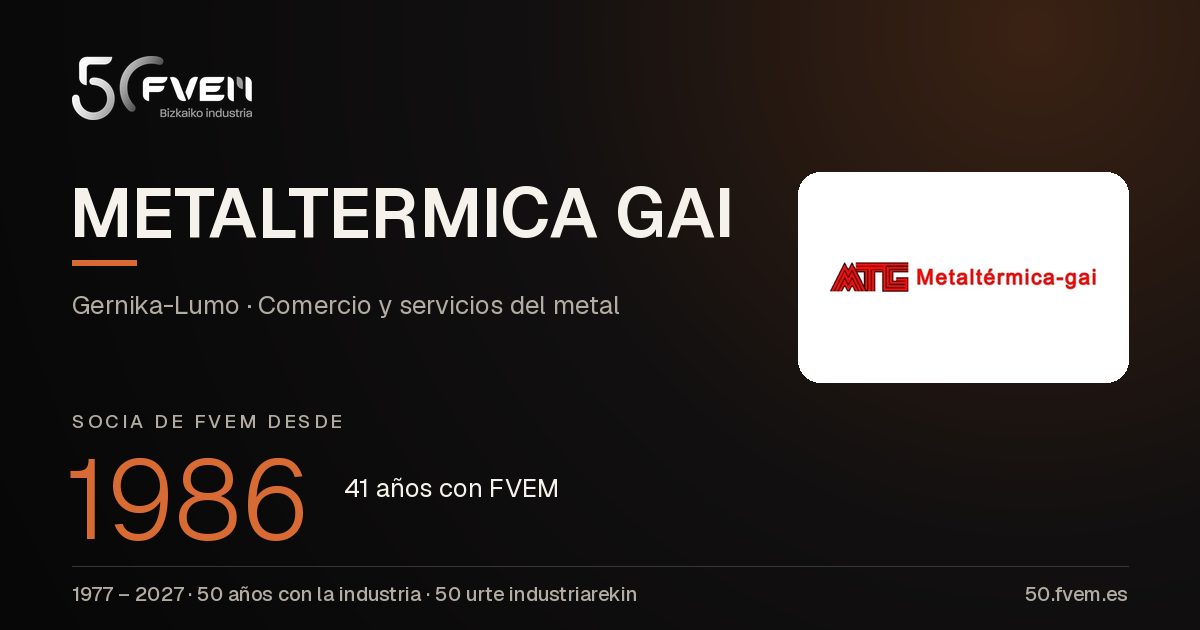 50 FVEM
Bizkaiko industria
METALTERMICA GAI
MTG Metaltérmica-gai
Gernika-Lumo · Comercio y servicios del metal
SOCIA DE FVEM DESDE
1986
41 años con FVEM
1977 – 2027 · 50 años con la industria · 50 urte industriarekin
50.fvem.es